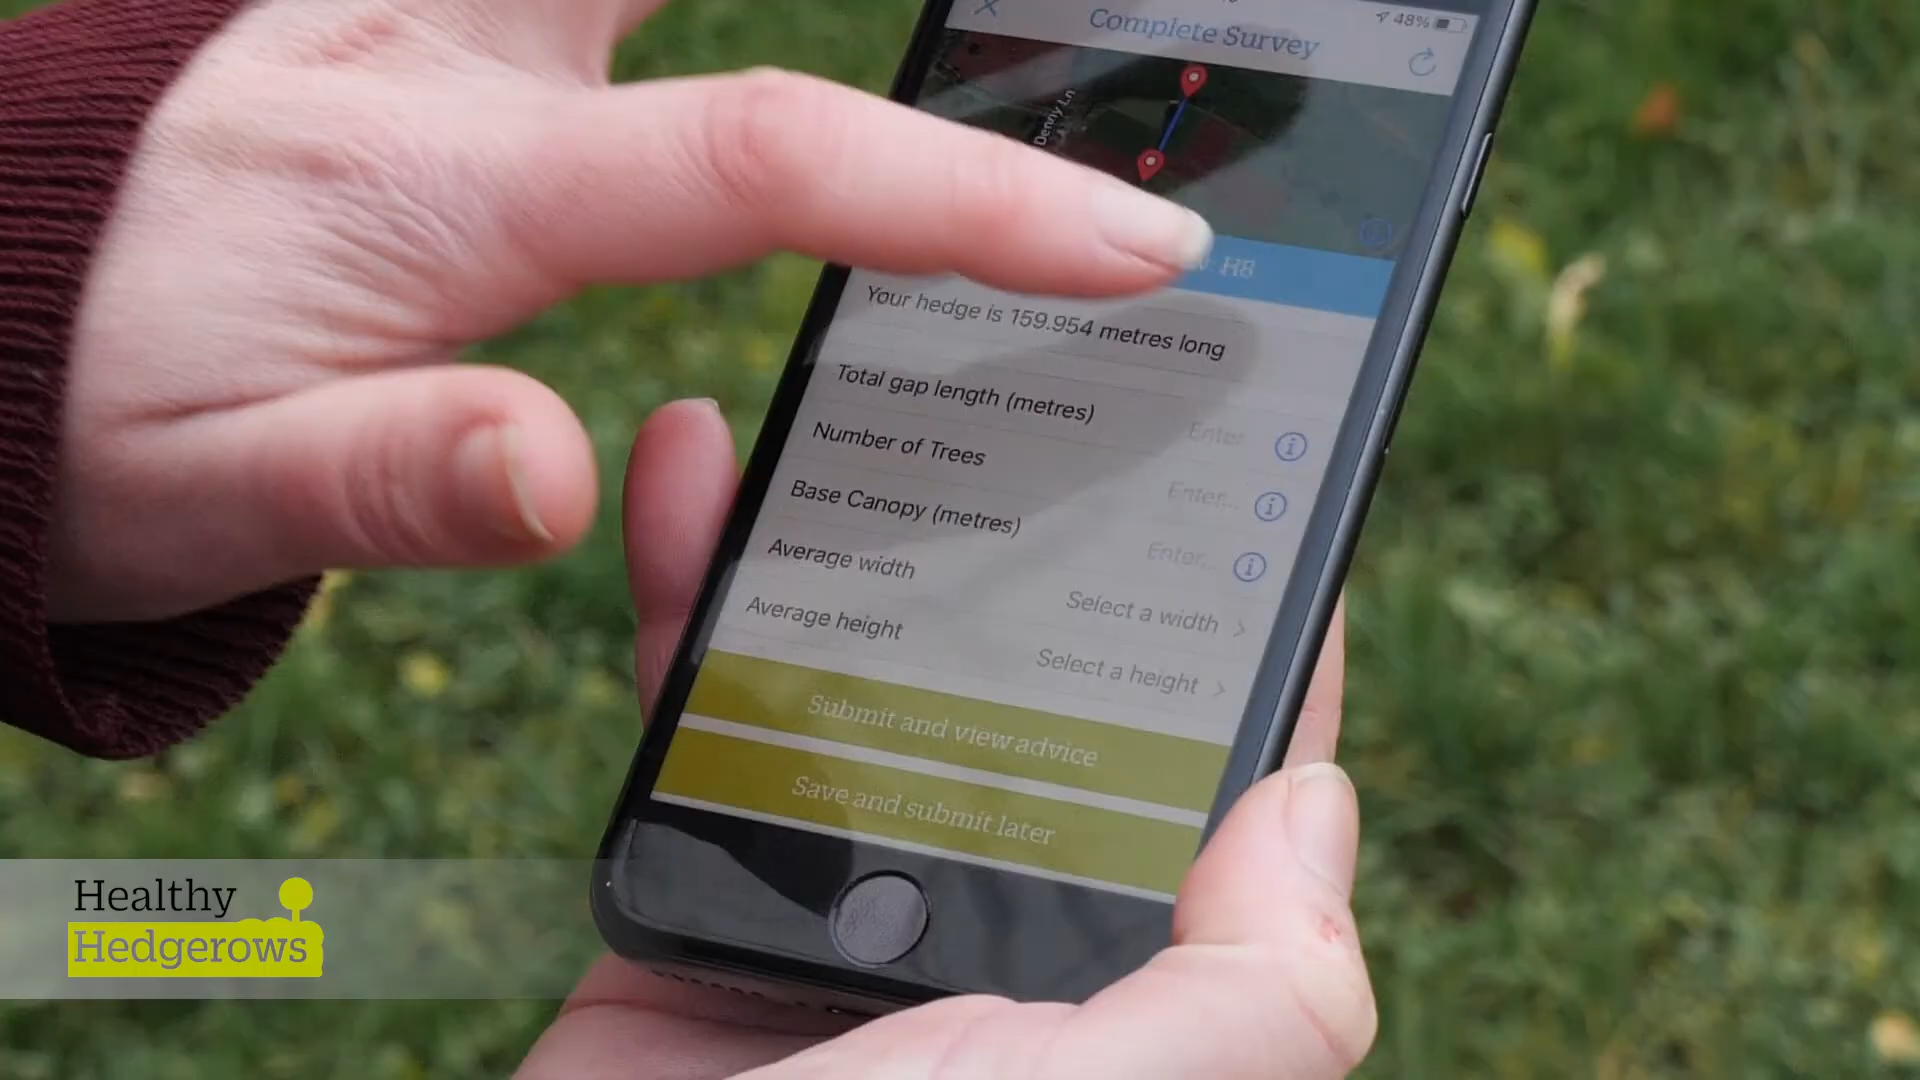 48%
Complete Survey
Denny Ln
H8
Your hedge is 159.954 metres long
Total gap length (metres)
Enter
Number of Trees
Enter...
Base Canopy (metres)
Enter...
Average width
Select a width
Average height
Select a height
Submit and view advice
Save and submit later
Healthy
Hedgerows